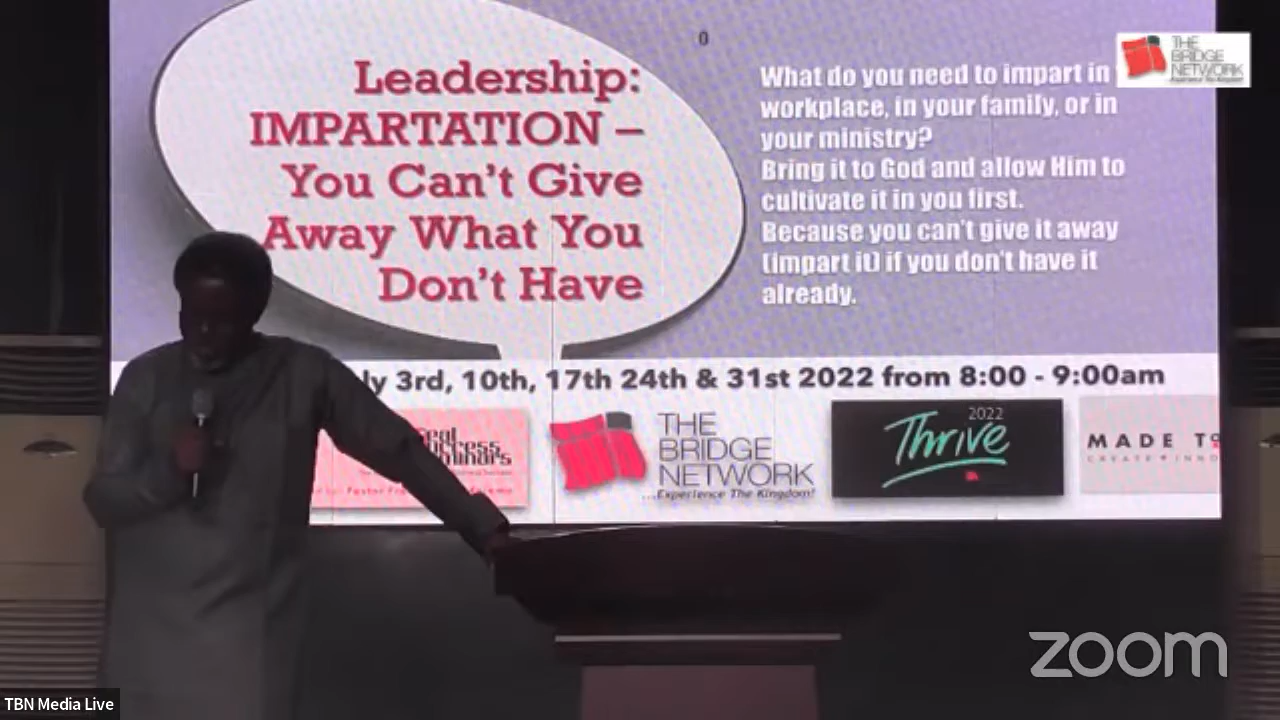 0
Leadership:
IMPARTATION –
You Can't Give
Away What You
Don't Have
What do you need to impart in
workplace, in your family, or in
your ministry?
Bring it to God and allow Him to
cultivate it in you first.
Because you can't give it away
(impart it) if you don't have it
already.
THE
BRIDGE
NETWORK
Experience The Kingdom!
3rd, 10th, 17th 24th & 31st 2022 from 8:00 - 9:00am
THE
BRIDGE
NETWORK
...Experience The Kingdom!
2022
Thrive
MADE TO
zoom
TBN Media Live